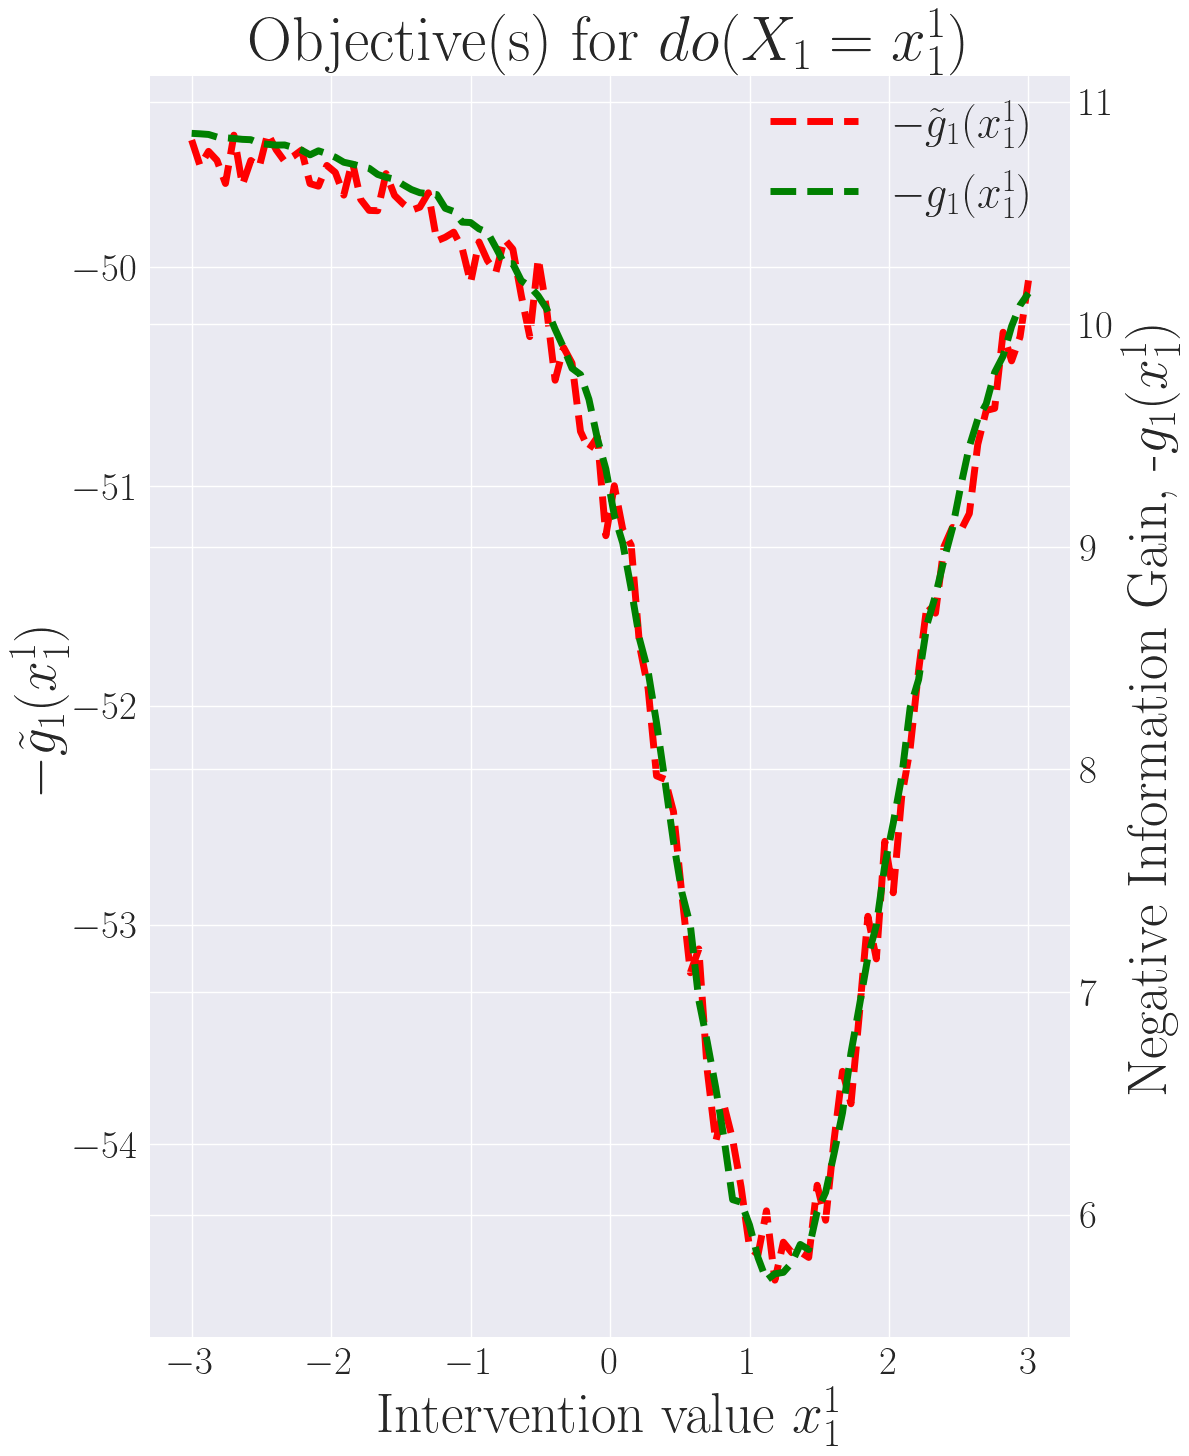 Objective(s) for $do(X_1 = x_1^1)$
$-\tilde{g}_1(x_1^1)$
$-g_1(x_1^1)$
$-\tilde{g}_1(x_1^1)$
−50
−51
−52
−53
−54
11
10
9
8
7
6
Negative Information Gain, -$g_1(x_1^1)$
−3 −2 −1 0 1 2 3
Intervention value $x_1^1$